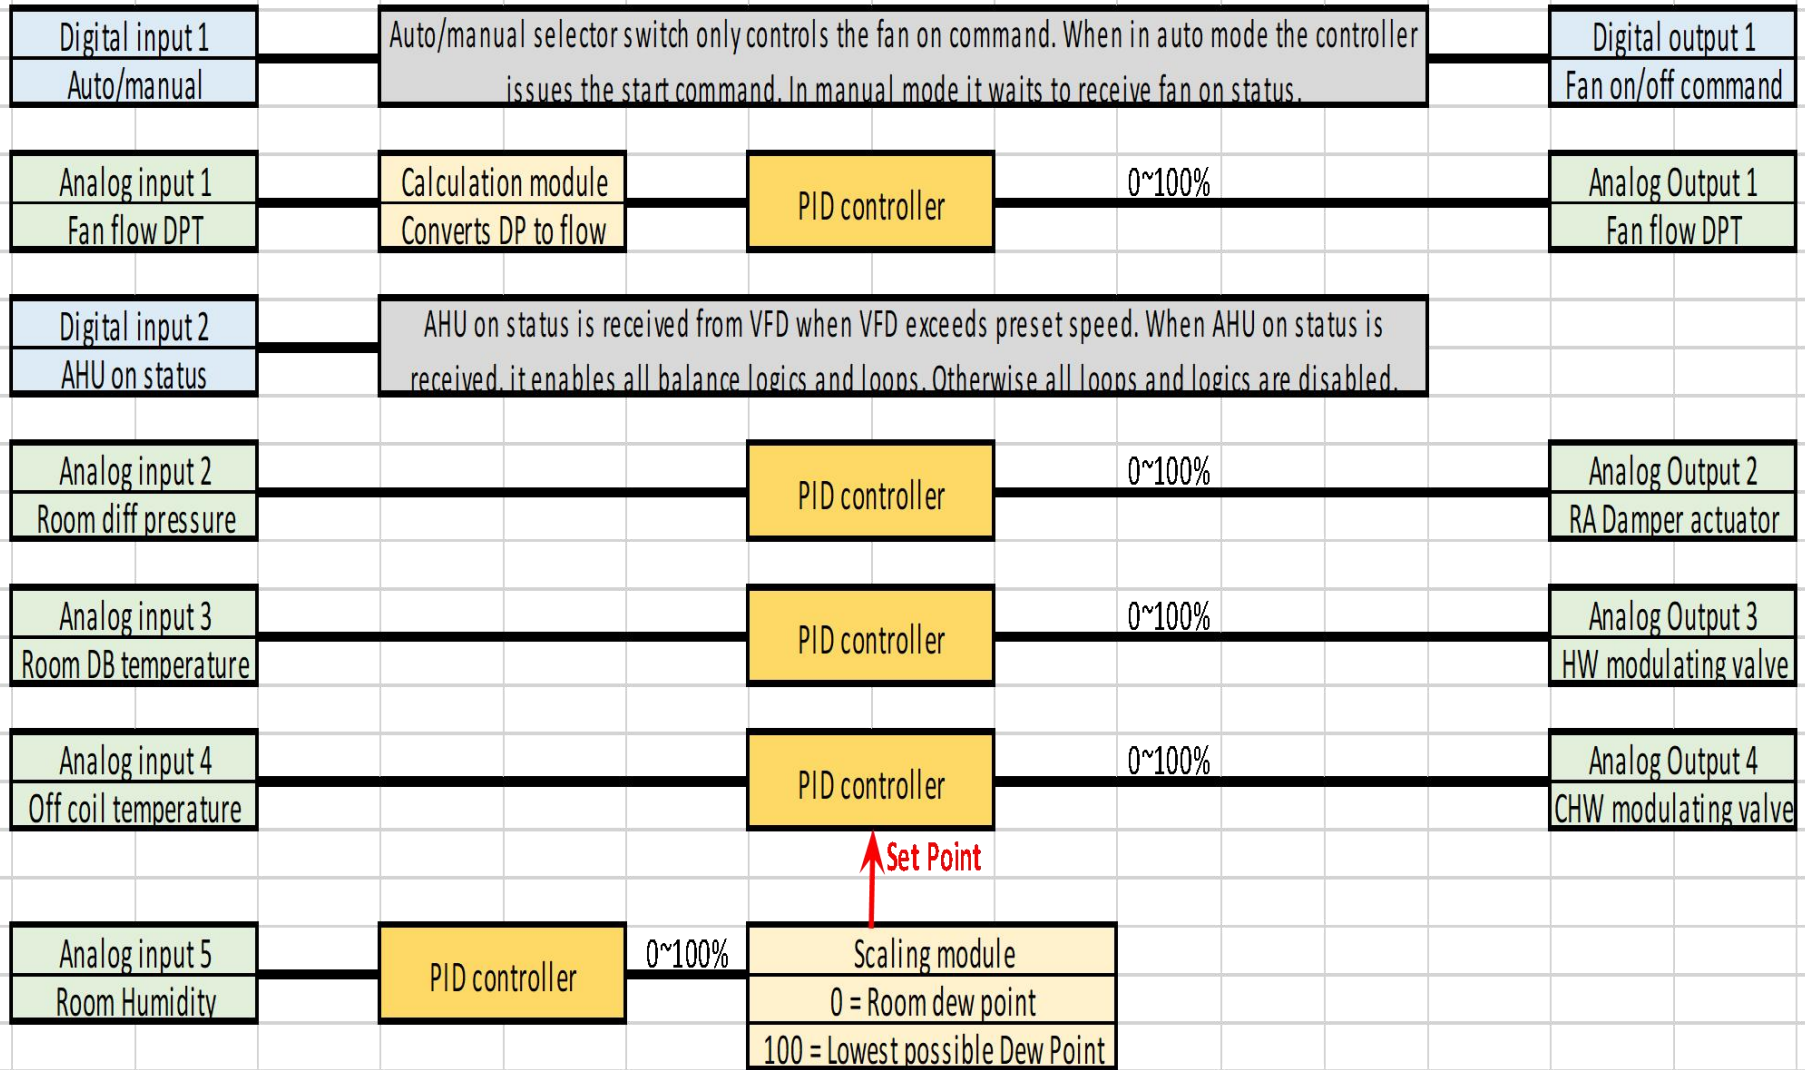 Digital input 1
Auto/manual
Auto/manual selector switch only controls the fan on command. When in auto mode the controller
issues the start command. In manual mode it waits to receive fan on status.
Digital output 1
Fan on/off command
Analog input 1
Fan flow DPT
Calculation module
Converts DP to flow
PID controller
0~100%
Analog Output 1
Fan flow DPT
Digital input 2
AHU on status
AHU on status is received from VFD when VFD exceeds preset speed. When AHU on status is
received, it enables all balance logics and loops. Otherwise all loops and logics are disabled.
Analog input 2
Room diff pressure
PID controller
0~100%
Analog Output 2
RA Damper actuator
Analog input 3
Room DB temperature
PID controller
0~100%
Analog Output 3
HW modulating valve
Analog input 4
Off coil temperature
PID controller
0~100%
Analog Output 4
CHW modulating valve
Set Point
Analog input 5
Room Humidity
PID controller
0~100%
Scaling module
0 = Room dew point
100 = Lowest possible Dew Point